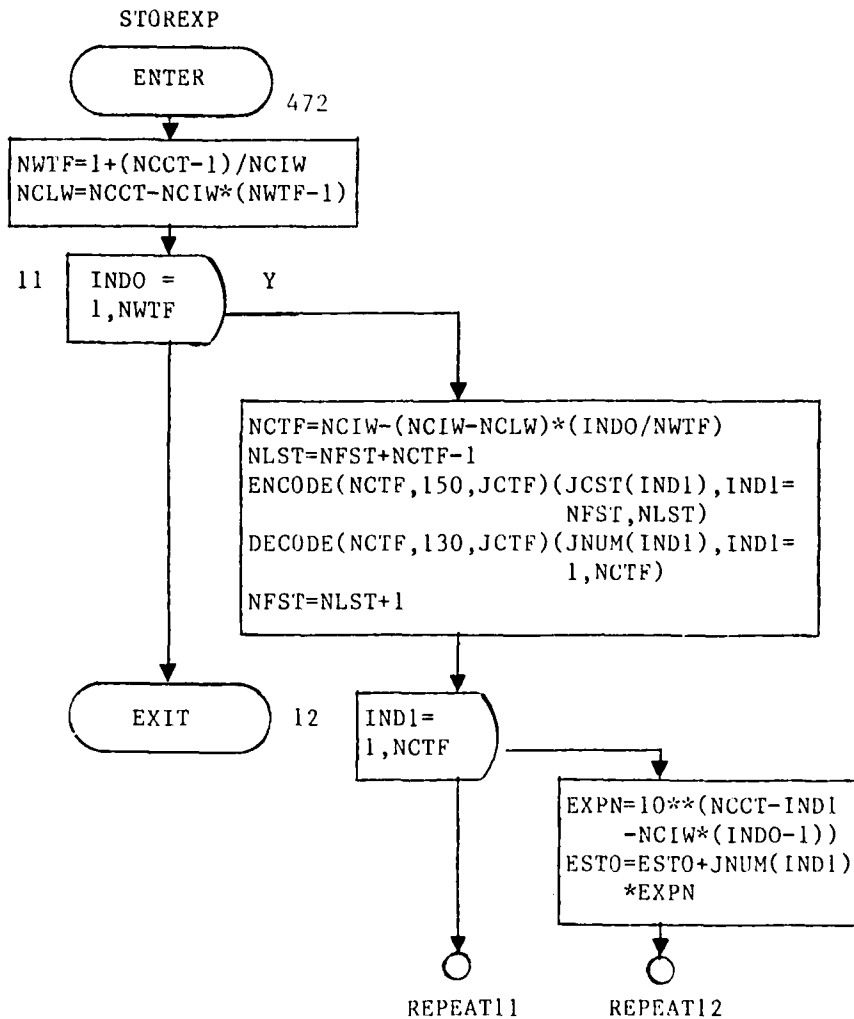 STOREXP
ENTER
472
NWTF=1+(NCCT-1)/NCIW
NCLW=NCCT-NCIW*(NWTF-1)
11
INDO =
1,NWTF
Y
NCTF=NCIW-(NCIW-NCLW)*(INDO/NWTF)
NLST=NFST+NCTF-1
ENCODE(NCTF,150,JCTF)(JCST(IND1),IND1=
NFST,NLST)
DECODE(NCTF,130,JCTF)(JNUM(IND1),IND1=
1,NCTF)
NFST=NLST+1
EXIT
12
IND1=
1,NCTF
EXPN=10**(NCCT-IND1
-NCIW*(INDO-1))
ESTO=ESTO+JNUM(IND1)
*EXPN
REPEAT11
REPEAT12